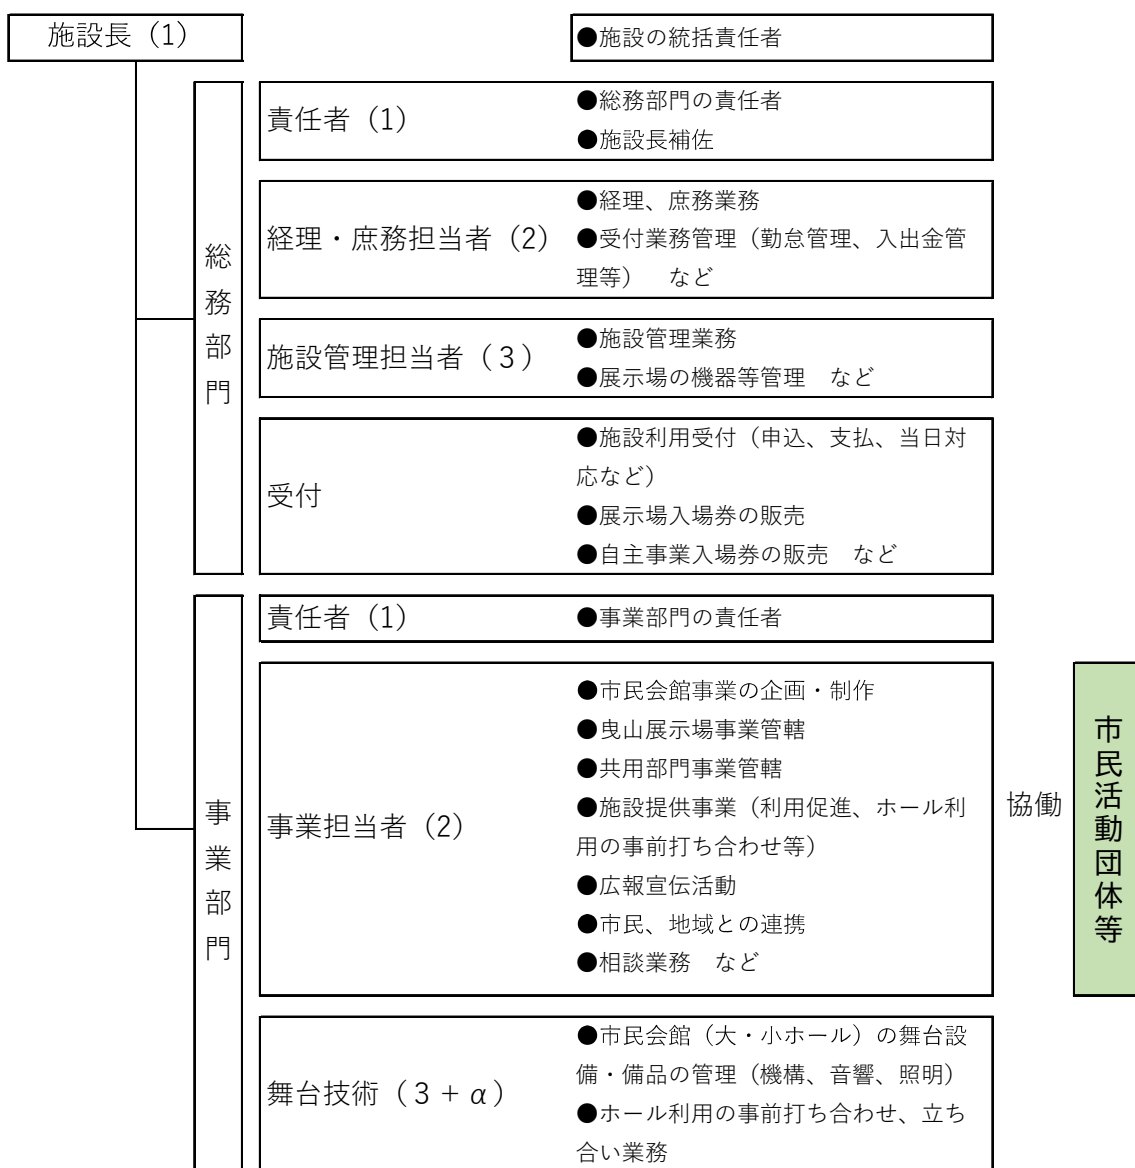 施設長（1）
●施設の統括責任者
総務部門
責任者（1）
●総務部門の責任者
●施設長補佐
経理・庶務担当者（2）
●経理、庶務業務
●受付業務管理（勤怠管理、入出金管
理等）　など
施設管理担当者（３）
●施設管理業務
●展示場の機器等管理　など
受付
●施設利用受付（申込、支払、当日対
応など）
●展示場入場券の販売
●自主事業入場券の販売　など
事業部門
責任者（1）
●事業部門の責任者
事業担当者（2）
●市民会館事業の企画・制作
●曳山展示場事業管轄
●共用部門事業管轄
●施設提供事業（利用促進、ホール利
用の事前打ち合わせ等）
●広報宣伝活動
●市民、地域との連携
●相談業務　など
協働
市民活動団体等
舞台技術（３＋α）
●市民会館（大・小ホール）の舞台設
備・備品の管理（機構、音響、照明）
●ホール利用の事前打ち合わせ、立ち
合い業務